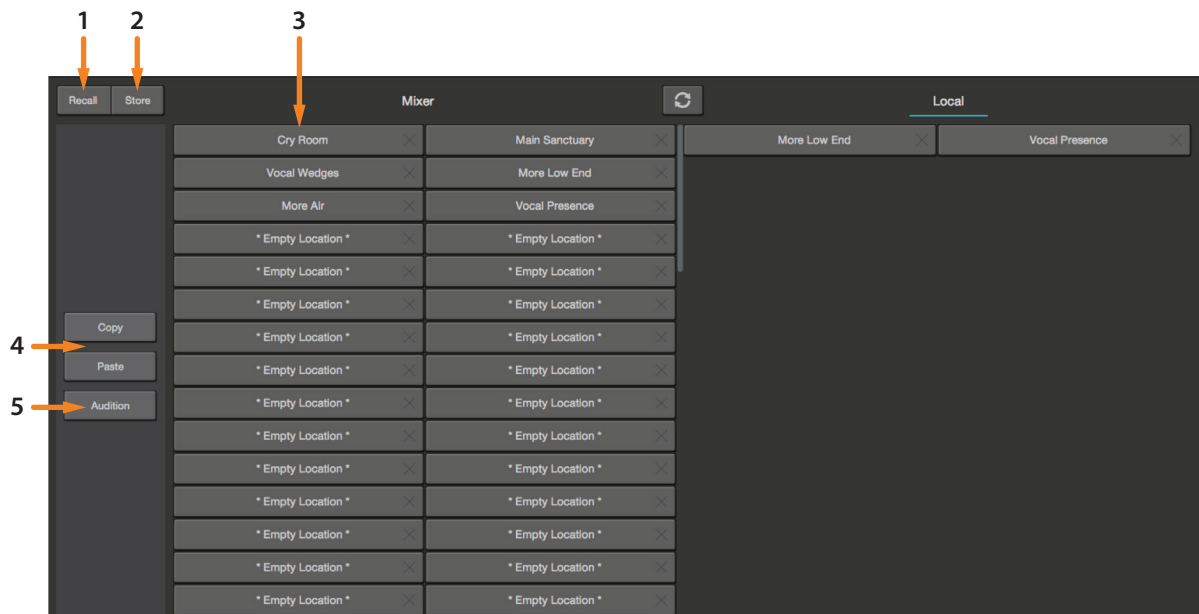 1 2 3
Recall Store Mixer Local
Cry Room Main Sanctuary More Low End Vocal Presence
Vocal Wedges More Low End
More Air Vocal Presence
* Empty Location * * Empty Location *
* Empty Location * * Empty Location *
* Empty Location * * Empty Location *
Copy
* Empty Location * * Empty Location *
4
Paste
* Empty Location * * Empty Location *
5 Audition
* Empty Location * * Empty Location *
* Empty Location * * Empty Location *
* Empty Location * * Empty Location *
* Empty Location * * Empty Location *
* Empty Location * * Empty Location *
* Empty Location * * Empty Location *
* Empty Location * * Empty Location *